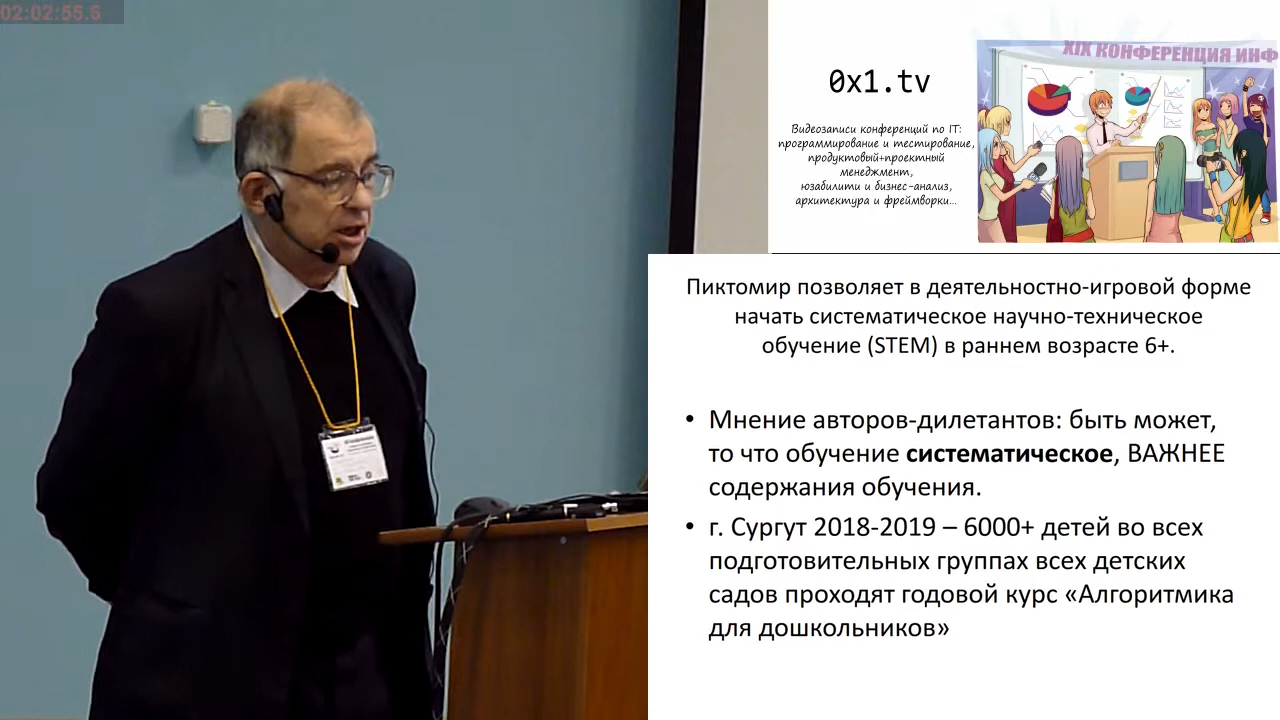 02:02:55.6
0x1.tv
XIX КОНФЕРЕНЦИЯ ИНФ
Видеозаписи конференций по IT:
программирование и тестирование,
продуктовый+проектный
менеджмент,
юзабилити и бизнес-анализ,
архитектура и фреймворки...
Пиктомир позволяет в деятельностно-игровой форме
начать систематическое научно-техническое
обучение (STEM) в раннем возрасте 6+.
• Мнение авторов-дилетантов: быть может,
то что обучение систематическое, ВАЖНЕЕ
содержания обучения.
• г. Сургут 2018-2019 – 6000+ детей во всех
подготовительных группах всех детских
садов проходят годовой курс «Алгоритмика
для дошкольников»